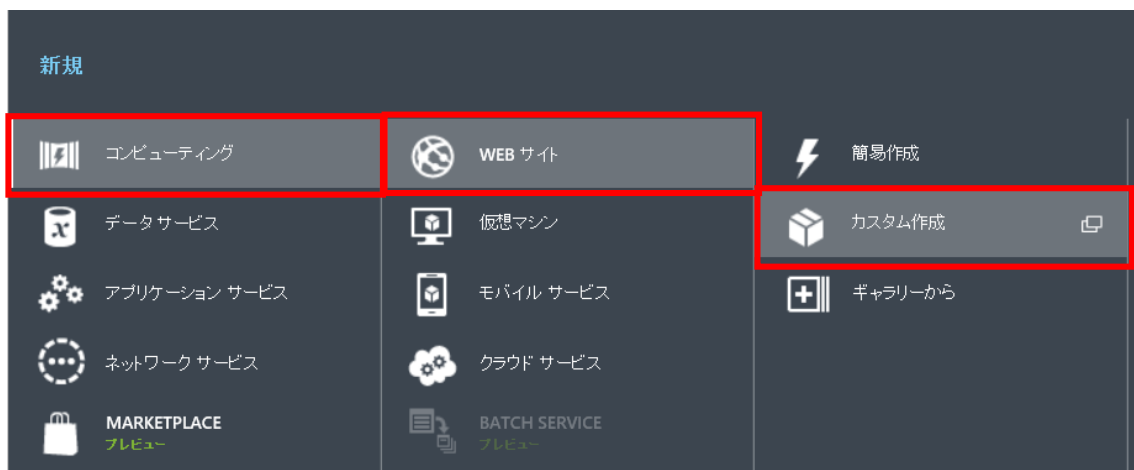 新規
コンピューティング
データ サービス
アプリケーション サービス
ネットワーク サービス
MARKETPLACE
プレビュー
WEB サイト
仮想マシン
モバイル サービス
クラウド サービス
BATCH SERVICE
プレビュー
簡易作成
カスタム作成
ギャラリーから